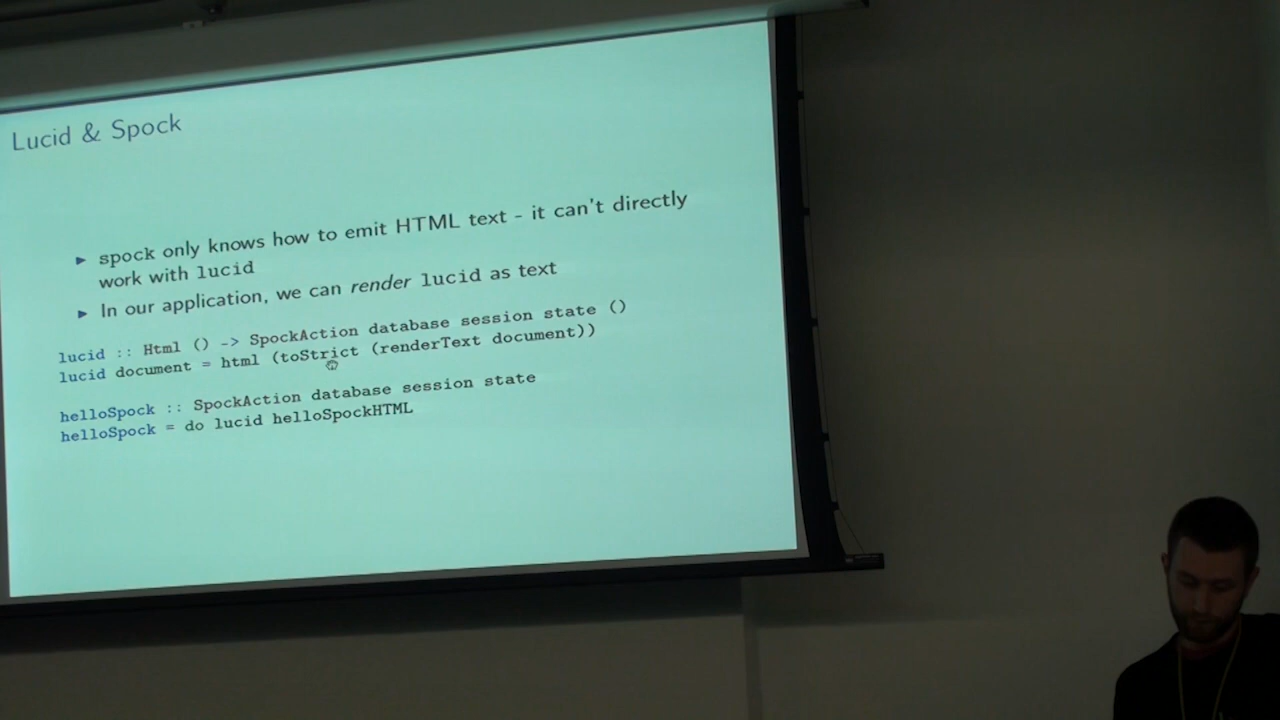 Lucid & Spock
▶ spock only knows how to emit HTML text - it can't directly
work with lucid
▶ In our application, we can render lucid as text
lucid :: Html () -> SpockAction database session state ()
lucid document = html (toStrict (renderText document))
helloSpock :: SpockAction database session state
helloSpock = do lucid helloSpockHTML